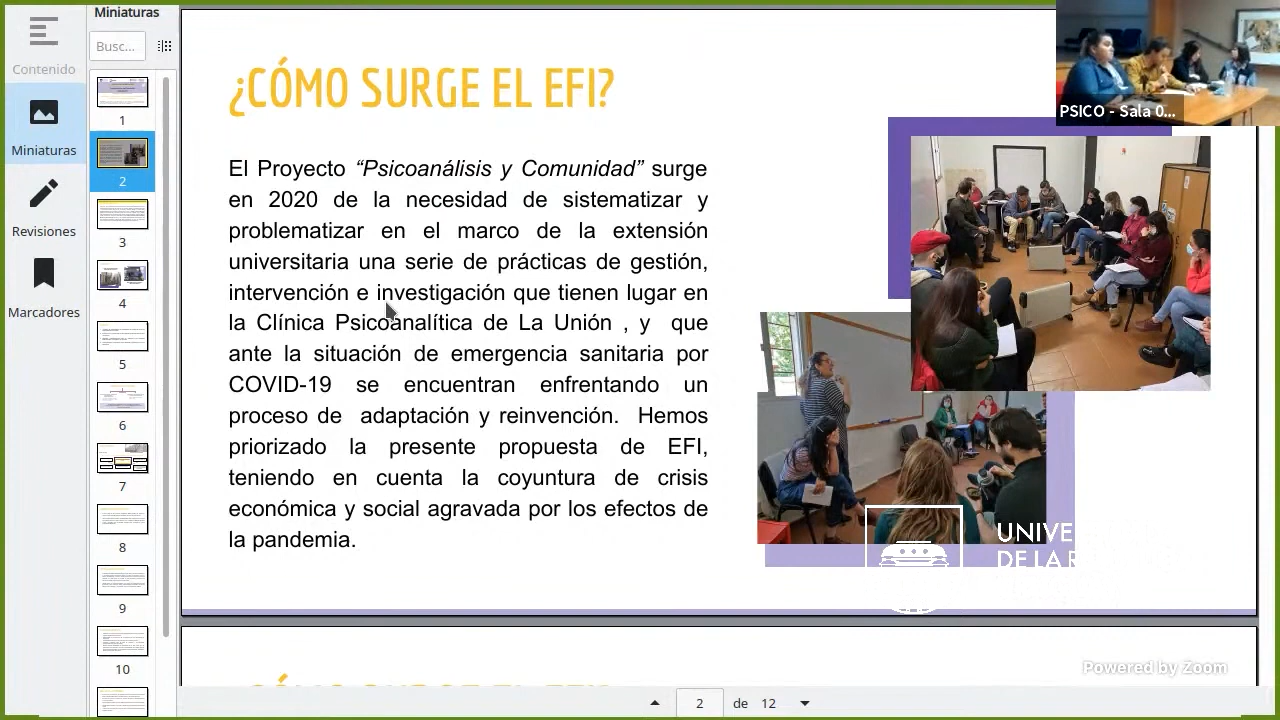 Miniaturas
Busc...
Contenido
Miniaturas
Revisiones
Marcadores
1
2
3
4
5
6
7
8
9
10
¿CÓMO SURGE EL EFI?
El Proyecto “Psicoanálisis y Comunidad” surge
en 2020 de la necesidad de sistematizar y
problematizar en el marco de la extensión
universitaria una serie de prácticas de gestión,
intervención e investigación que tienen lugar en
la Clínica Psicoanalítica de La Unión , y que
ante la situación de emergencia sanitaria por
COVID-19 se encuentran enfrentando un
proceso de adaptación y reinvención. Hemos
priorizado la presente propuesta de EFI,
teniendo en cuenta la coyuntura de crisis
económica y social agravada por los efectos de
la pandemia.
PSICO - Sala 0...
UNIVE
DE LA R
Powered by Zoom
2 de 12